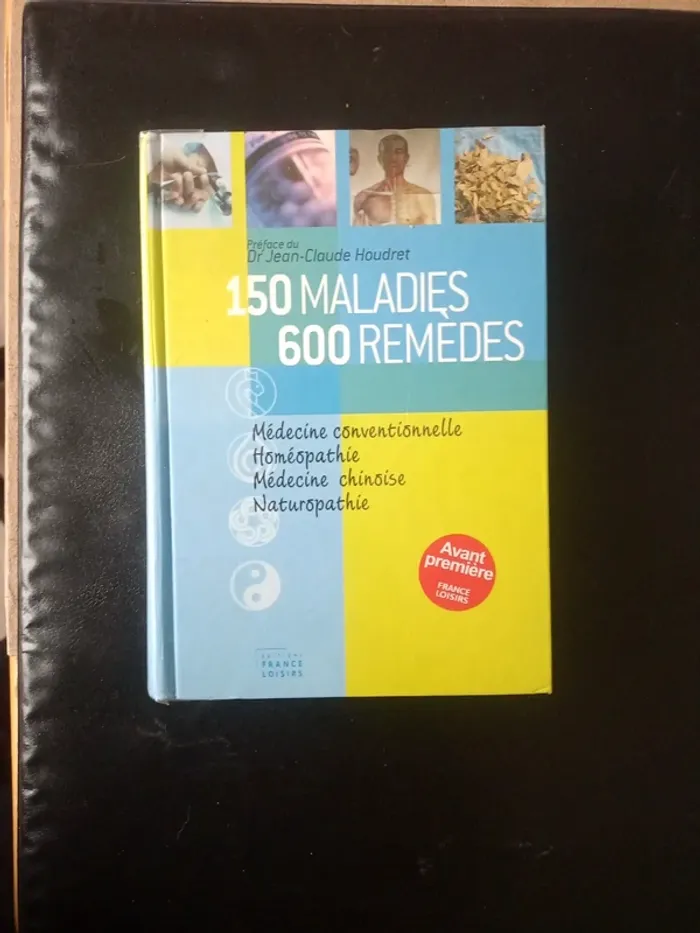 Préface du
Dr Jean-Claude Houdret
150 MALADIES
600 REMÈDES
Médecine conventionnelle
Homéopathie
Médecine chinoise
Naturopathie
Avant
première
FRANCE
LOISIRS
ÉDITIONS
FRANCE
LOISIRS